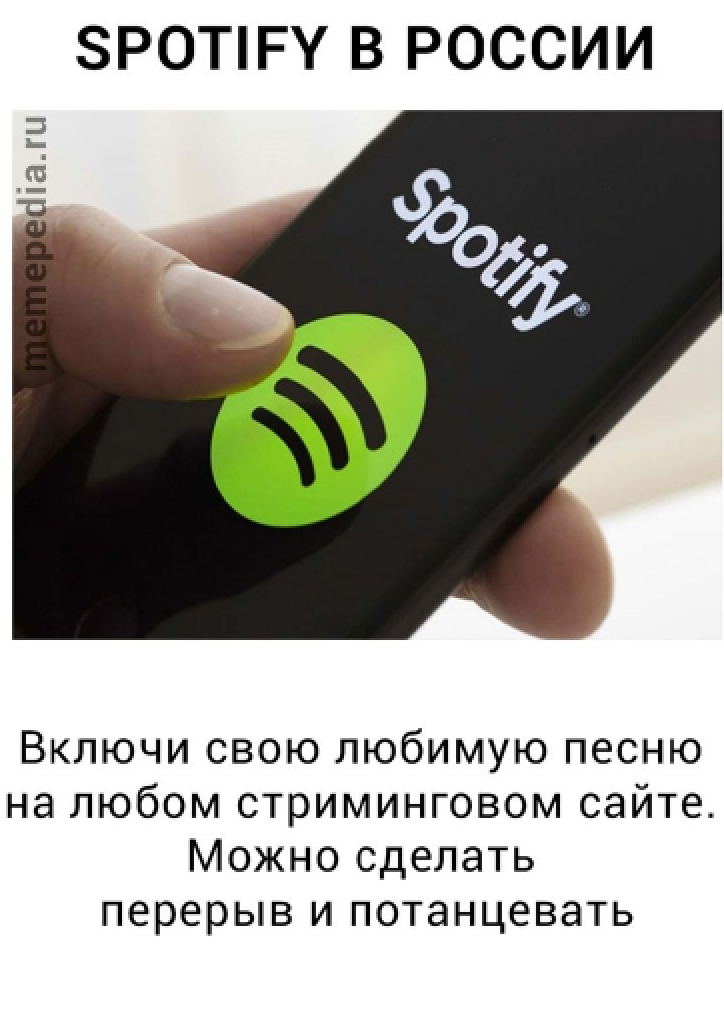 SPOTIFY В РОССИИ
memepedia.ru
Spotify®
Включи свою любимую песню
на любом стриминговом сайте.
Можно сделать
перерыв и потанцевать